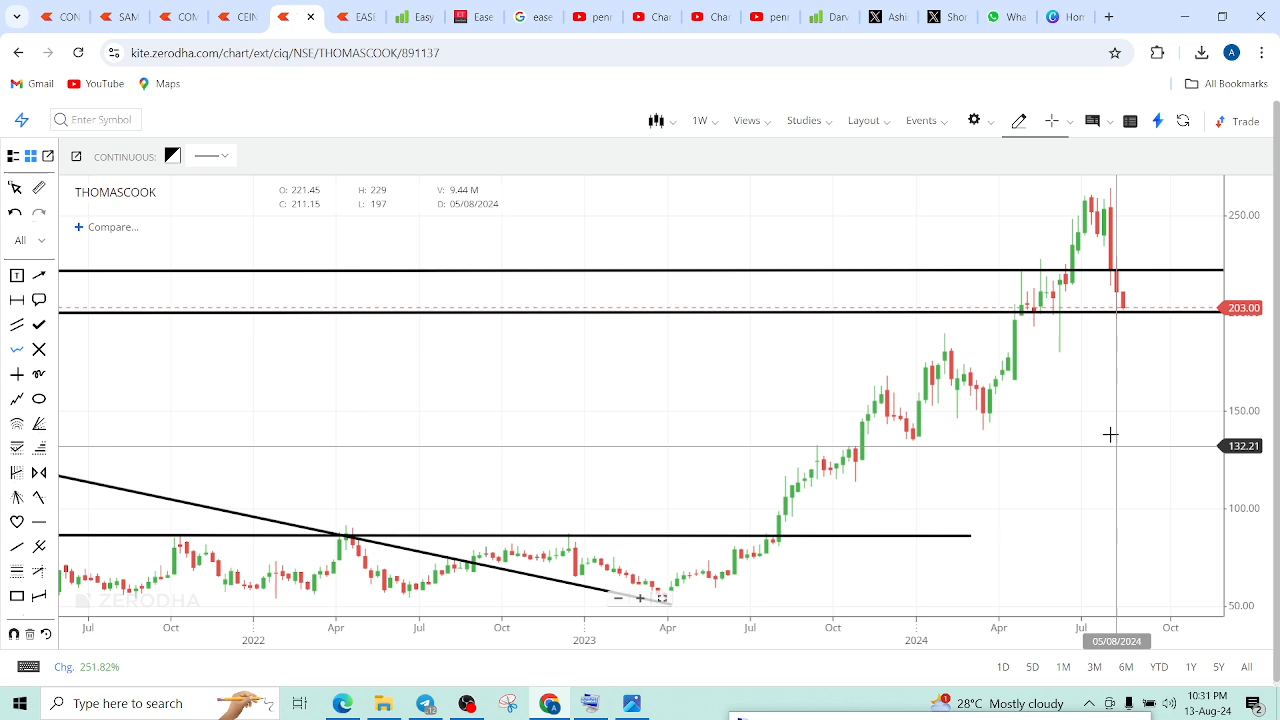 CON
CON
CEIN
EAS
Easy
Ease
ease
penr
Cha
Chai
penr
Dan
Ashi
Shor
Wha
Hon
kite.zerodha.com/chart/ext/ciq/NSE/THOMASCOOK/891137
A
Gmail YouTube Maps All Bookmarks
Enter Symbol 1W Views Studies Layout Events Trade
CONTINUOUS:
THOMASCOOK
O: 221.45 H: 229 V: 9.44 M
C: 211.15 L: 197 D: 05/08/2024
Compare...
All
T
250.00
203.00
150.00
132.21
100.00
50.00
ZERODHA
Jul Oct 2022 Apr Jul Oct 2023 Apr Jul Oct 2024 Apr Jul Oct
05/08/2024
Chg. 251.82% 1D 5D 1M 3M 6M YTD 1Y 5Y All
Type here to search
28°C Mostly cloudy
10:31 PM
13-Aug-24